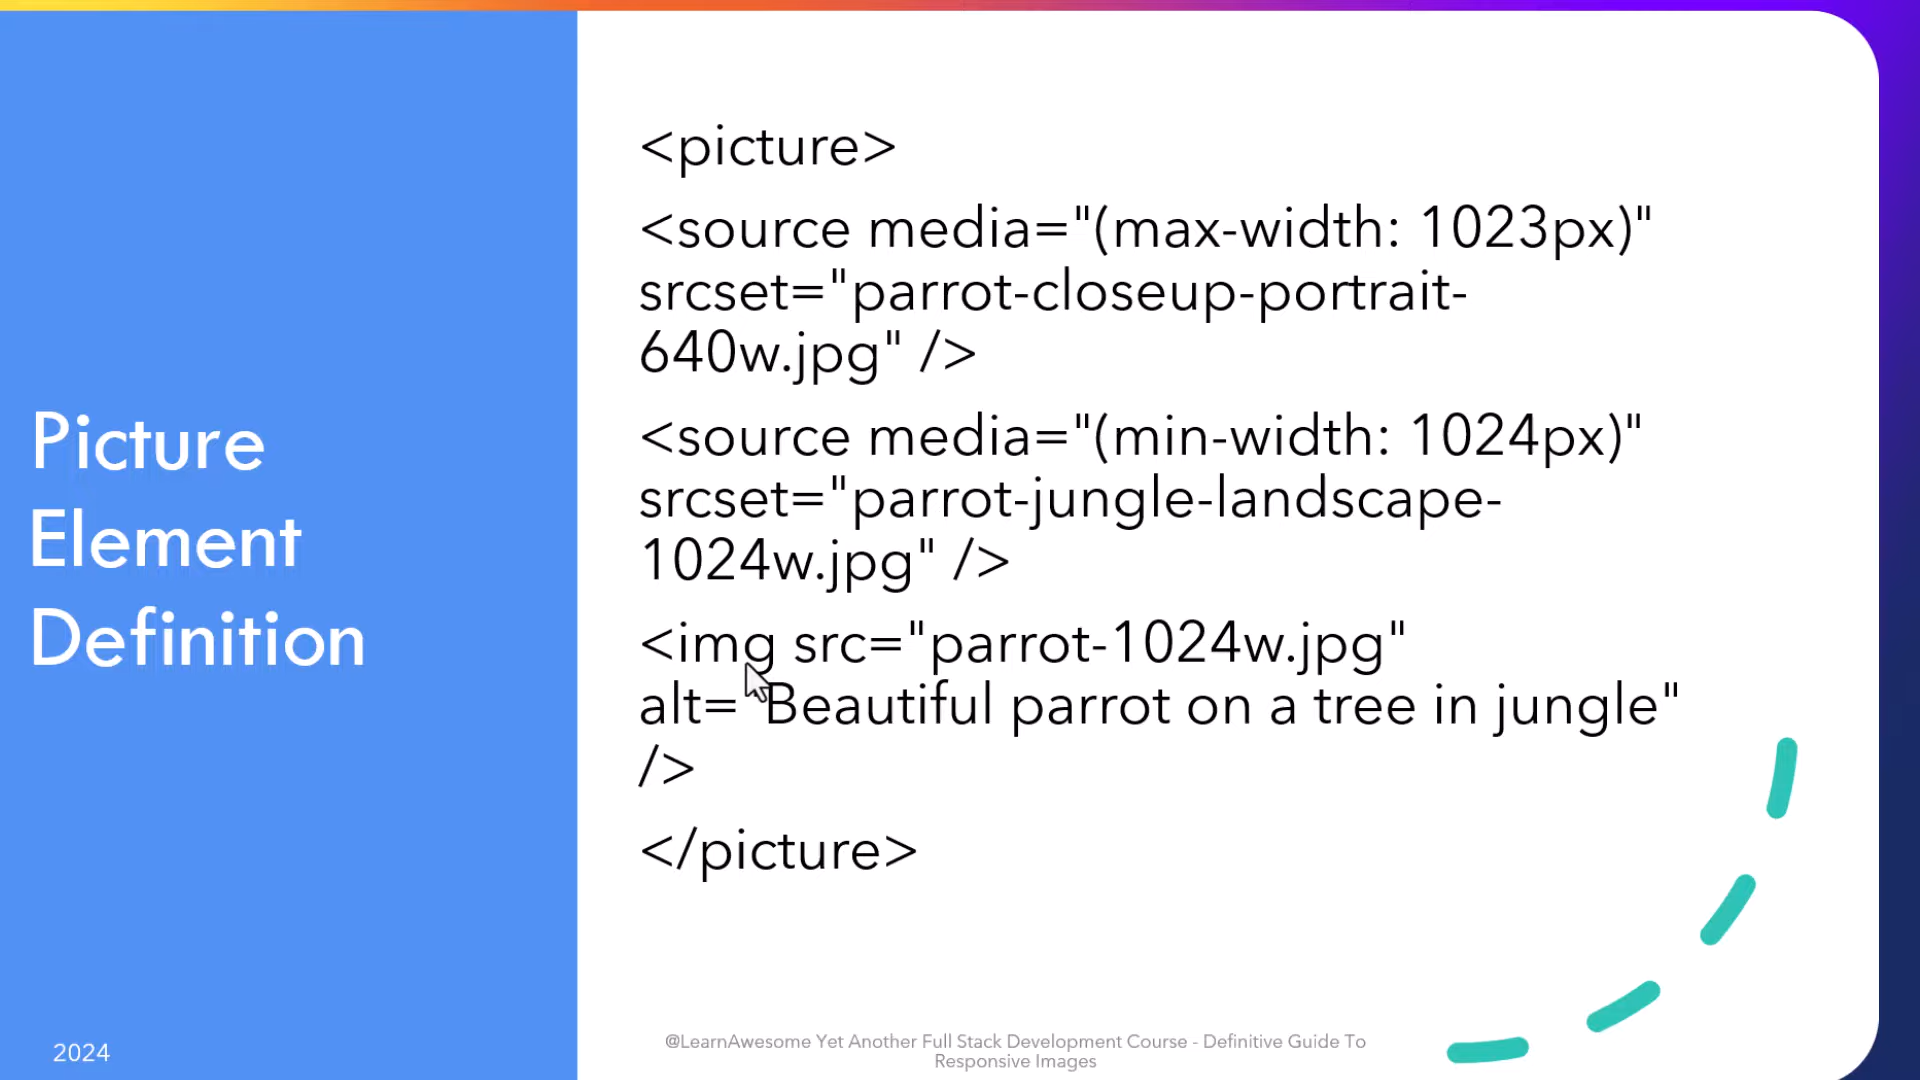 Picture
Element
Definition
2024
<picture>
<source media="(max-width: 1023px)"
srcset="parrot-closeup-portrait-
640w.jpg" />
<source media="(min-width: 1024px)"
srcset="parrot-jungle-landscape-
1024w.jpg" />
<img src="parrot-1024w.jpg"
alt="Beautiful parrot on a tree in jungle"
/>
</picture>
@LearnAwesome Yet Another Full Stack Development Course - Definitive Guide To
Responsive Images